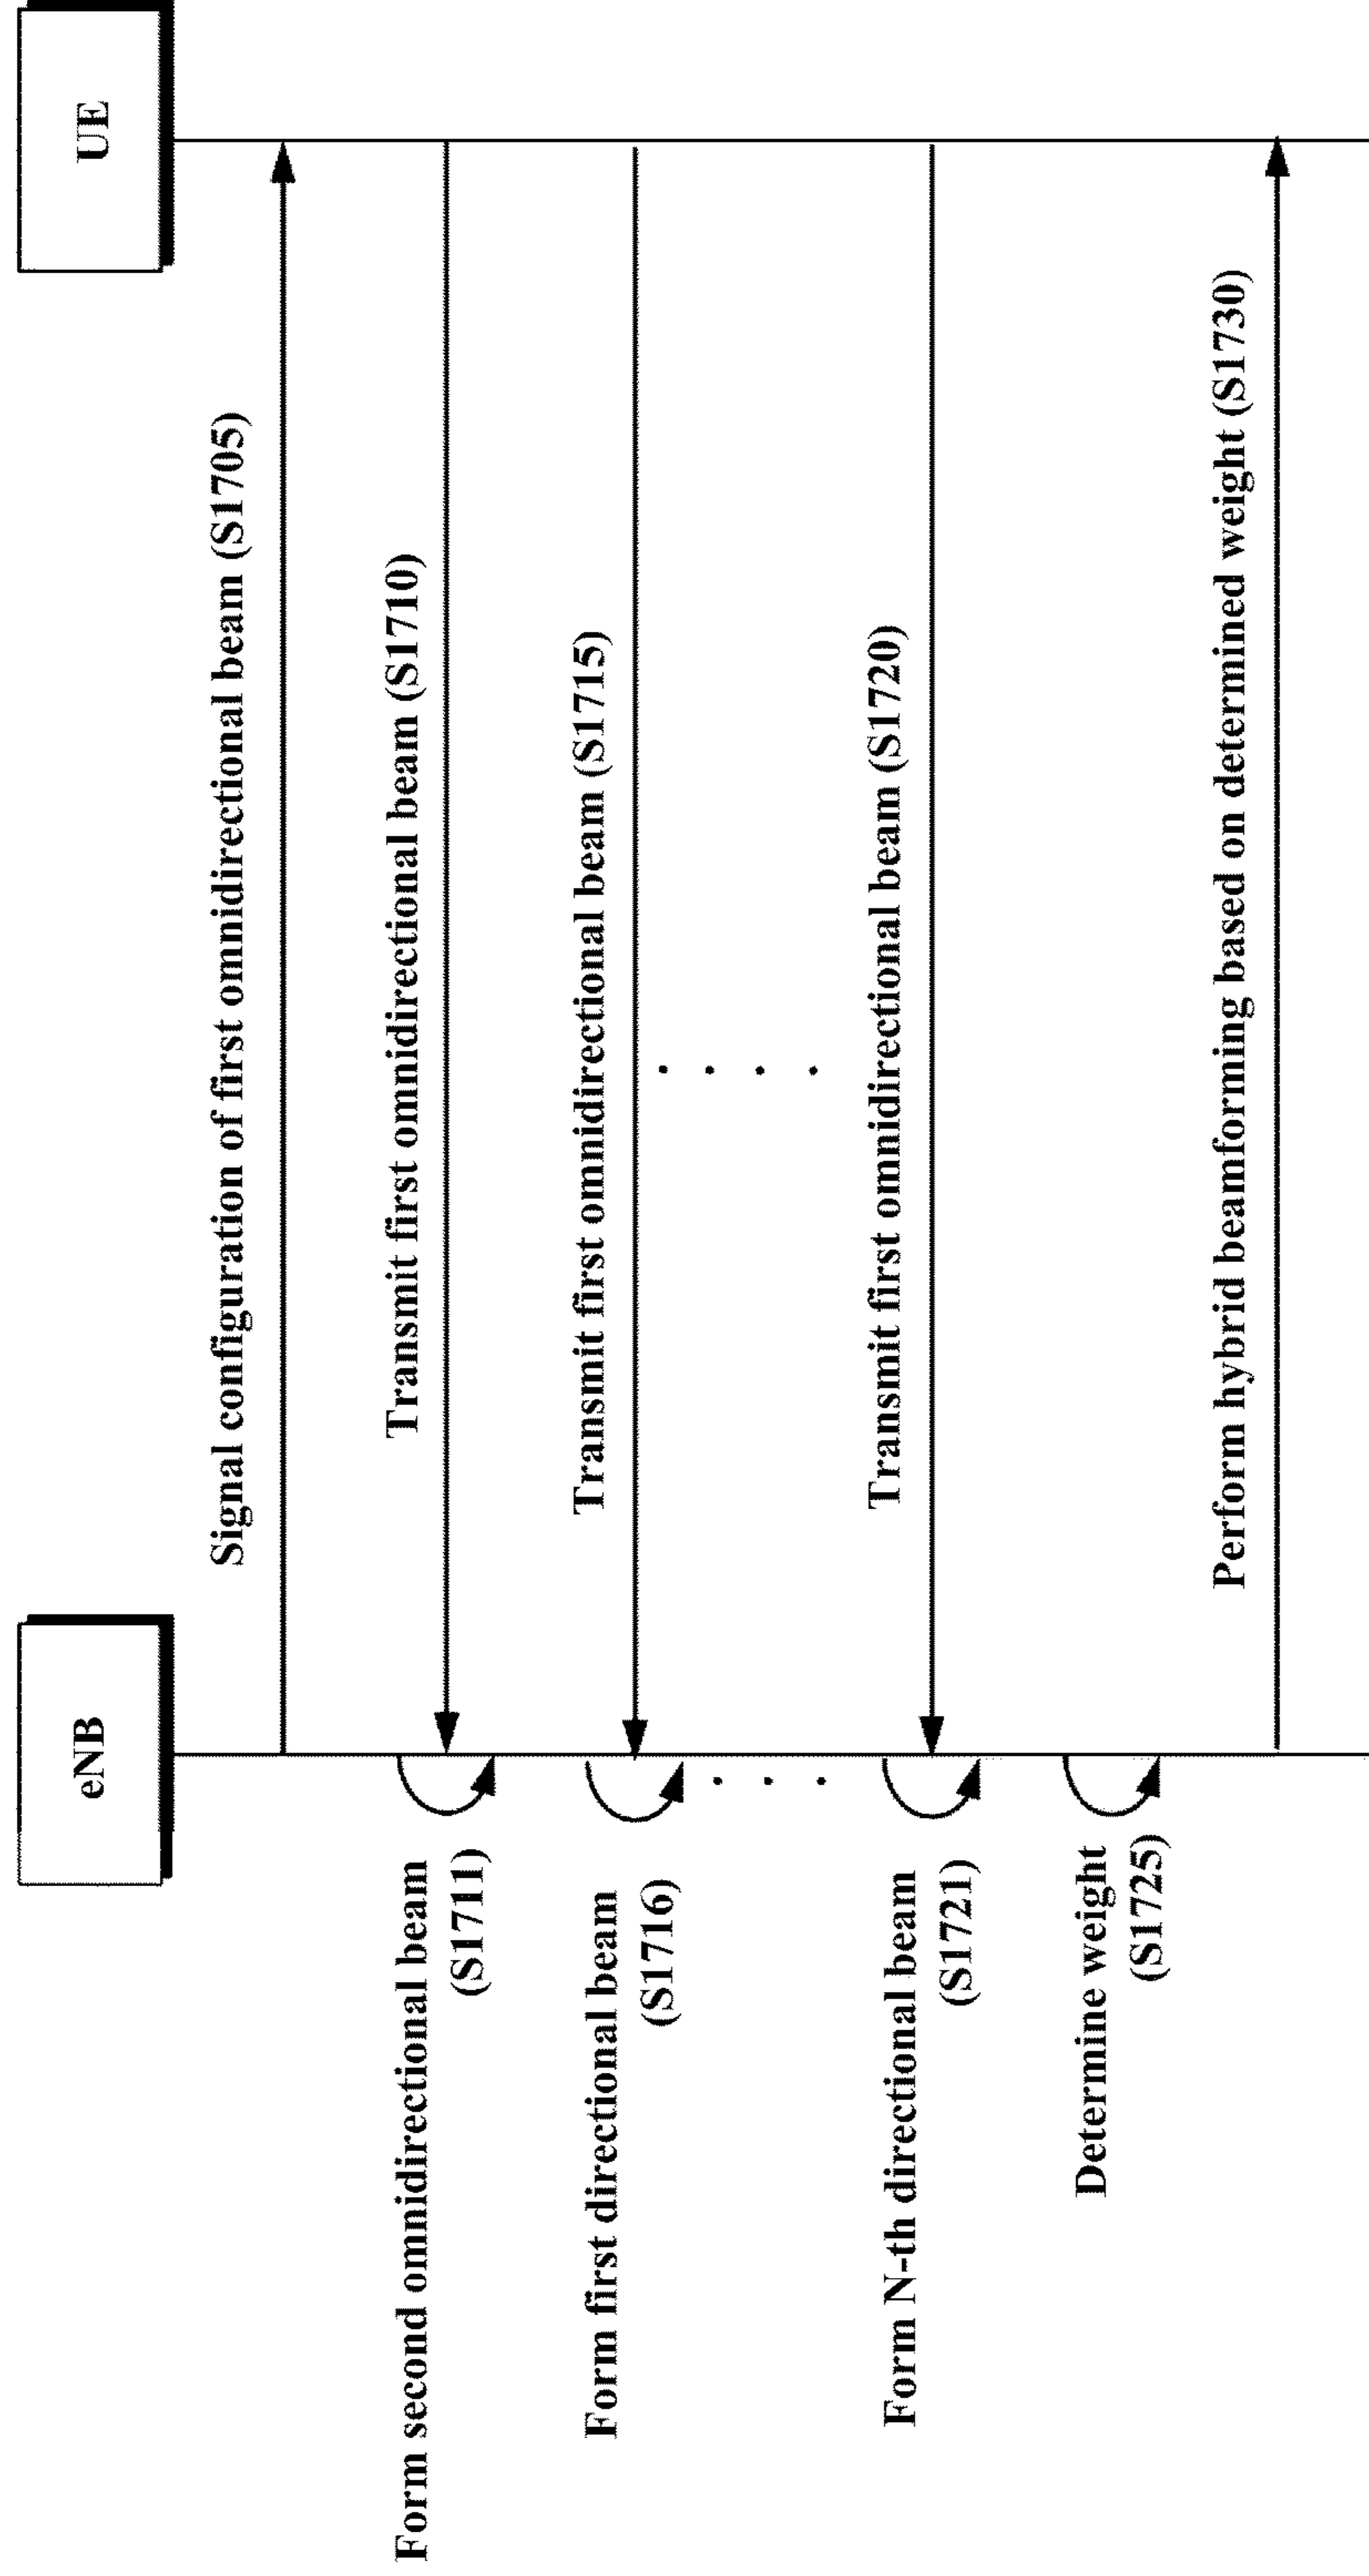 eNB
UE
Signal configuration of first omnidirectional beam (S1705)
Transmit first omnidirectional beam (S1710)
Form second omnidirectional beam
(S1711)
Transmit first omnidirectional beam (S1715)
Form first directional beam
(S1716)
Transmit first omnidirectional beam (S1720)
Form N-th directional beam
(S1721)
Determine weight
(S1725)
Perform hybrid beamforming based on determined weight (S1730)